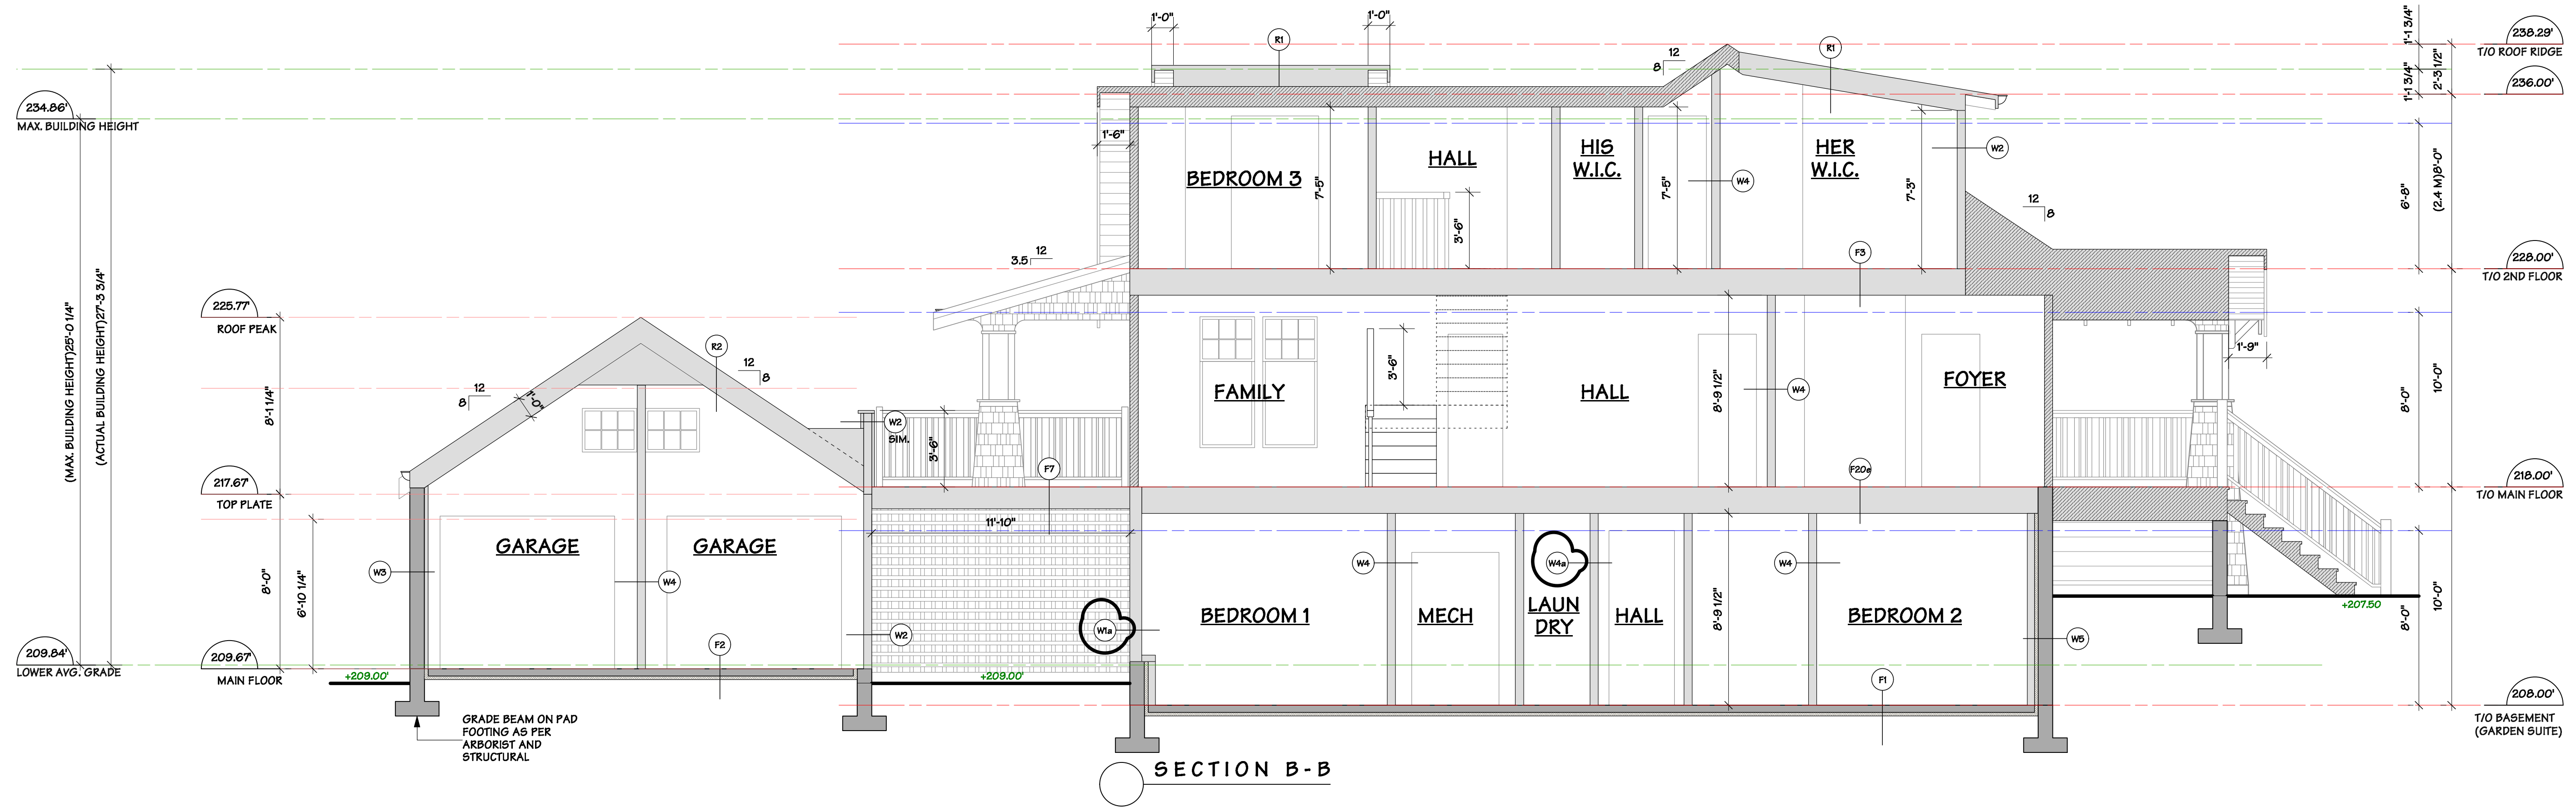 1'-0"
1'-0"
R1
R1
12
8
1'-1 3/4"
2'-3 1/2"
1'-1 3/4"
238.29'
T/O ROOF RIDGE
236.00'
234.86'
MAX. BUILDING HEIGHT
1'-6"
BEDROOM 3
7'-5"
HALL
3'-6"
HIS
W.I.C.
7'-5"
W4
HER
W.I.C.
7'-3"
W2
6'-8"
(2.4 M)8'-0"
12
8
12
3.5
F3
228.00'
T/O 2ND FLOOR
(MAX. BUILDING HEIGHT)25'-0 1/4"
(ACTUAL BUILDING HEIGHT)27'-3 3/4"
225.77'
ROOF PEAK
8'-1 1/4"
R2
12
8
12
8
1'-0"
W2
SIM.
3'-6"
F7
FAMILY
3'-6"
HALL
8'-9 1/2"
W4
FOYER
1'-9"
8'-0"
10'-0"
217.67'
TOP PLATE
F20e
218.00'
T/O MAIN FLOOR
11'-10"
GARAGE
GARAGE
W3
W4
8'-0"
6'-10 1/4"
W2
F2
W1a
W4
W4a
W4
BEDROOM 1
MECH
LAUN
DRY
HALL
8'-9 1/2"
BEDROOM 2
W5
F1
+207.50
8'-0"
10'-0"
209.84'
LOWER AVG. GRADE
209.67'
MAIN FLOOR
+209.00'
+209.00'
208.00'
T/O BASEMENT
(GARDEN SUITE)
GRADE BEAM ON PAD
FOOTING AS PER
ARBORIST AND
STRUCTURAL
SECTION B-B